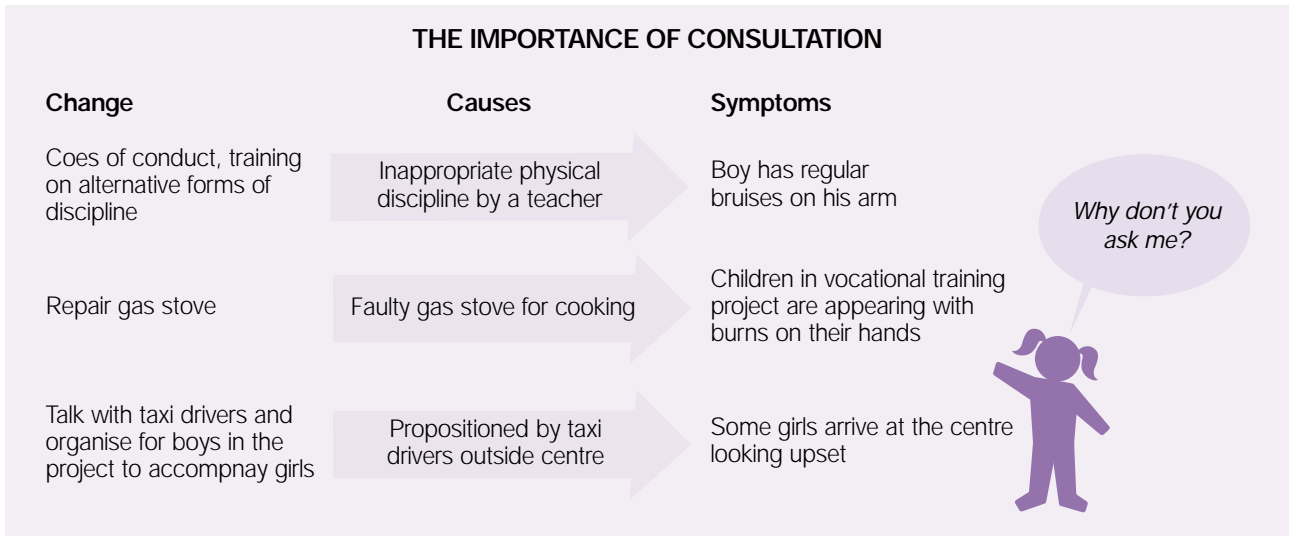 THE IMPORTANCE OF CONSULTATION
Change
Causes
Symptoms
Coes of conduct, training
on alternative forms of
discipline
Inappropriate physical
discipline by a teacher
Boy has regular
bruises on his arm
Why don't you
ask me?
Repair gas stove
Faulty gas stove for cooking
Children in vocational training
project are appearing with
burns on their hands
Talk with taxi drivers and
organise for boys in the
project to accompnay girls
Propositioned by taxi
drivers outside centre
Some girls arrive at the centre
looking upset